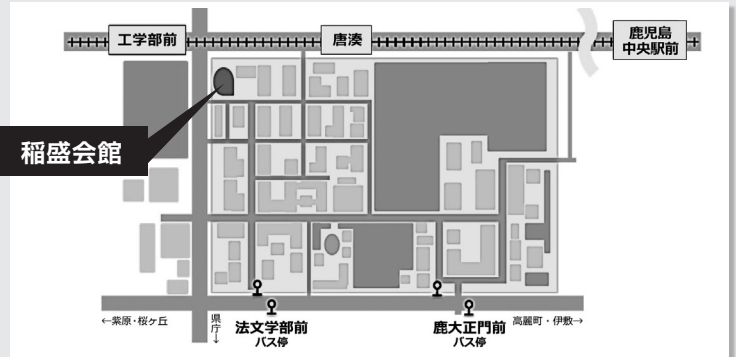 工学部前
唐湊
鹿児島
中央駅前
稲盛会館
←紫原・桜ヶ丘
県庁→
法文学部前
バス停
鹿大正門前
バス停
高麗町・伊敷→